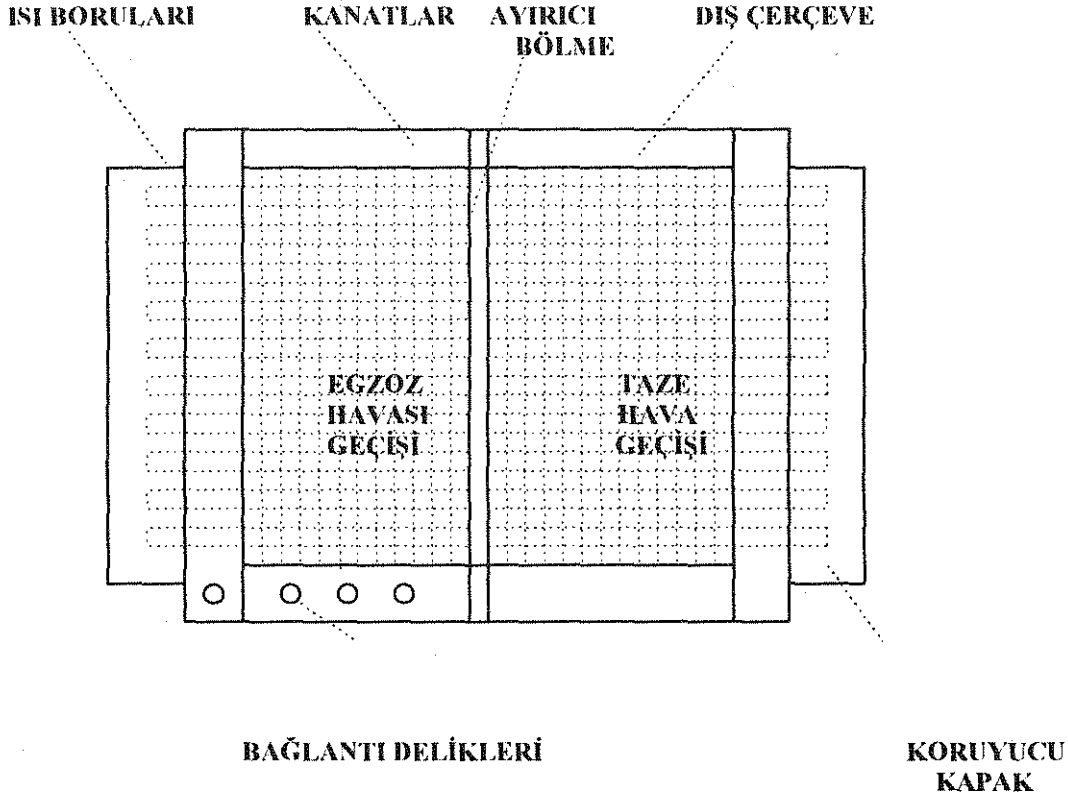 ISI BORULARI
KANATLAR
AYIRICI
BÖLME
DIŞ ÇERÇEVE
EGZOZ
HAVASI
GEÇİŞİ
TAZE
HAVA
GEÇİŞİ
BAĞLANTI DELİKLERİ
KORUYUCU
KAPAK